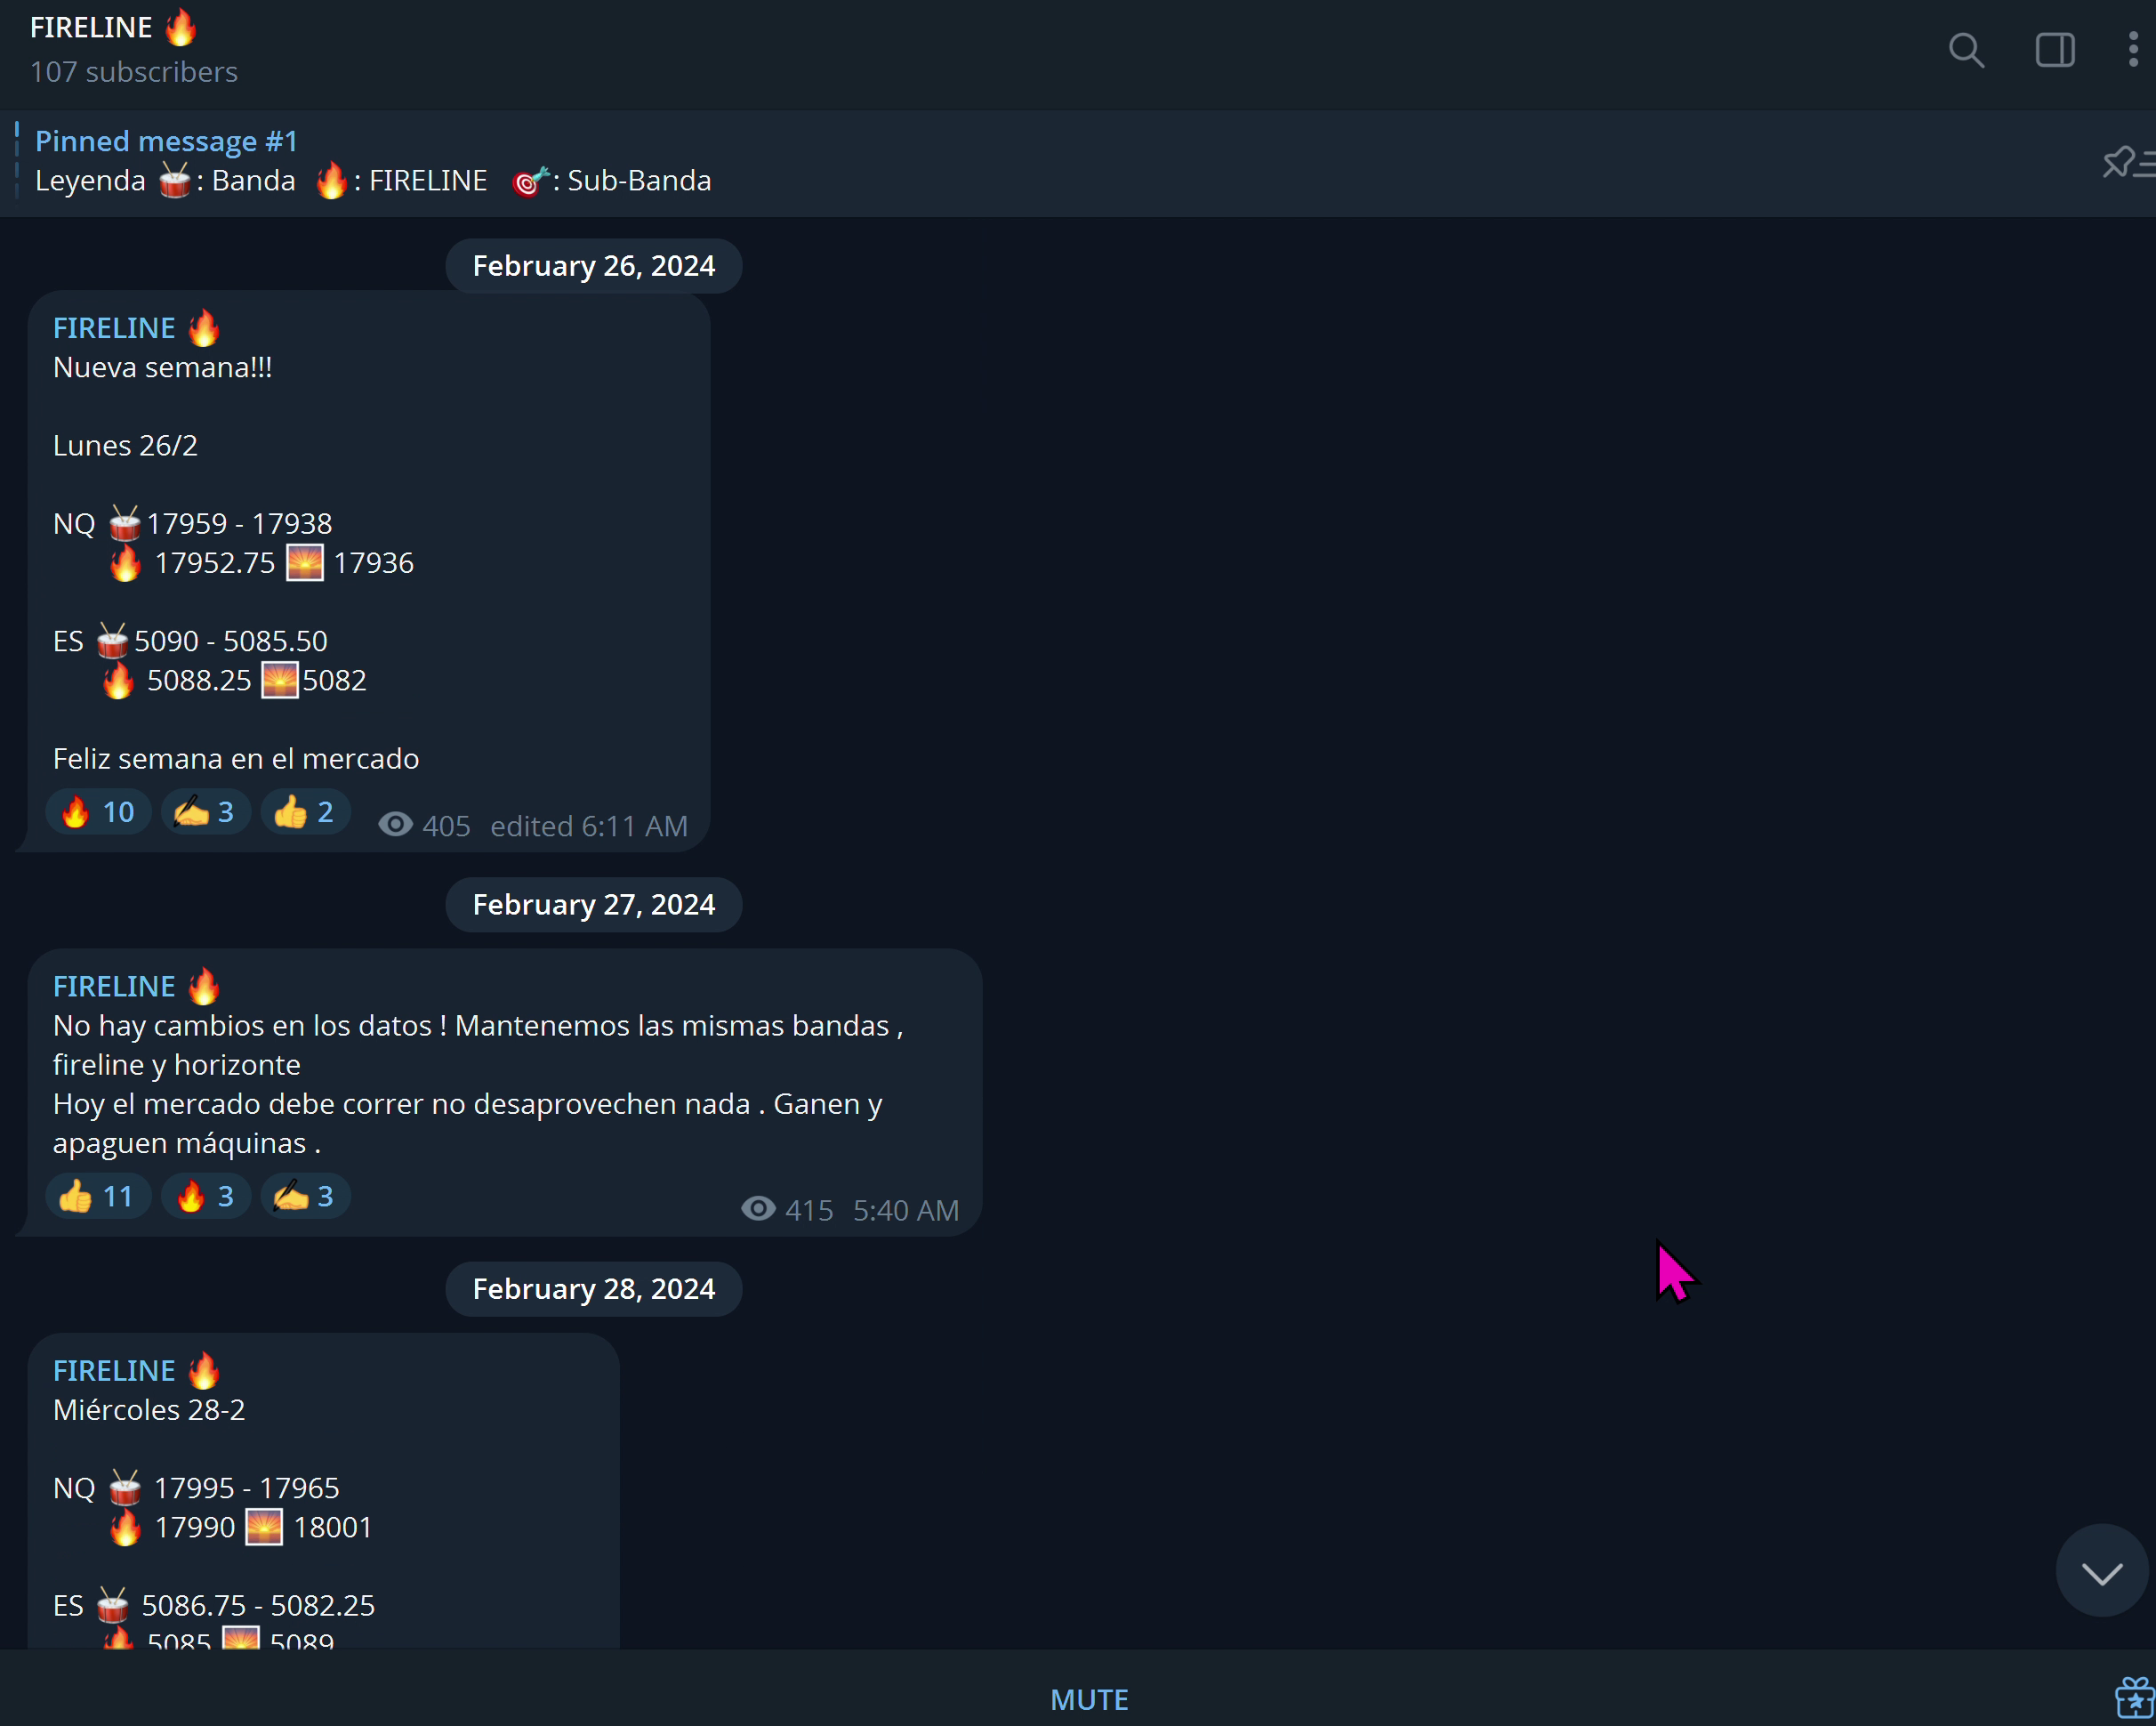 FIRELINE 🔥
107 subscribers
Pinned message #1
Leyenda 🥁: Banda 🔥: FIRELINE 🎯: Sub-Banda
February 26, 2024
FIRELINE 🔥
Nueva semana!!!
Lunes 26/2
NQ 🥁17959 - 17938
🔥 17952.75 🌅 17936
ES 🥁5090 - 5085.50
🔥 5088.25 🌅5082
Feliz semana en el mercado
🔥 10 ✍️ 3 👍 2 405 edited 6:11 AM
February 27, 2024
FIRELINE 🔥
No hay cambios en los datos ! Mantenemos las mismas bandas ,
fireline y horizonte
Hoy el mercado debe correr no desaprovechen nada . Ganen y
apaguen máquinas .
👍 11 🔥 3 ✍️ 3 415 5:40 AM
February 28, 2024
FIRELINE 🔥
Miércoles 28-2
NQ 🥁 17995 - 17965
🔥 17990 🌅 18001
ES 🥁 5086.75 - 5082.25
🔥 5085 🌅 5089
MUTE